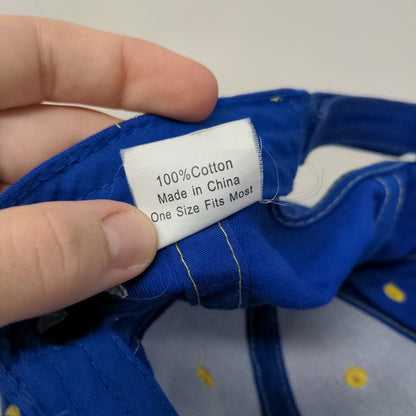 100%Cotton
Made in China
One Size Fits Most